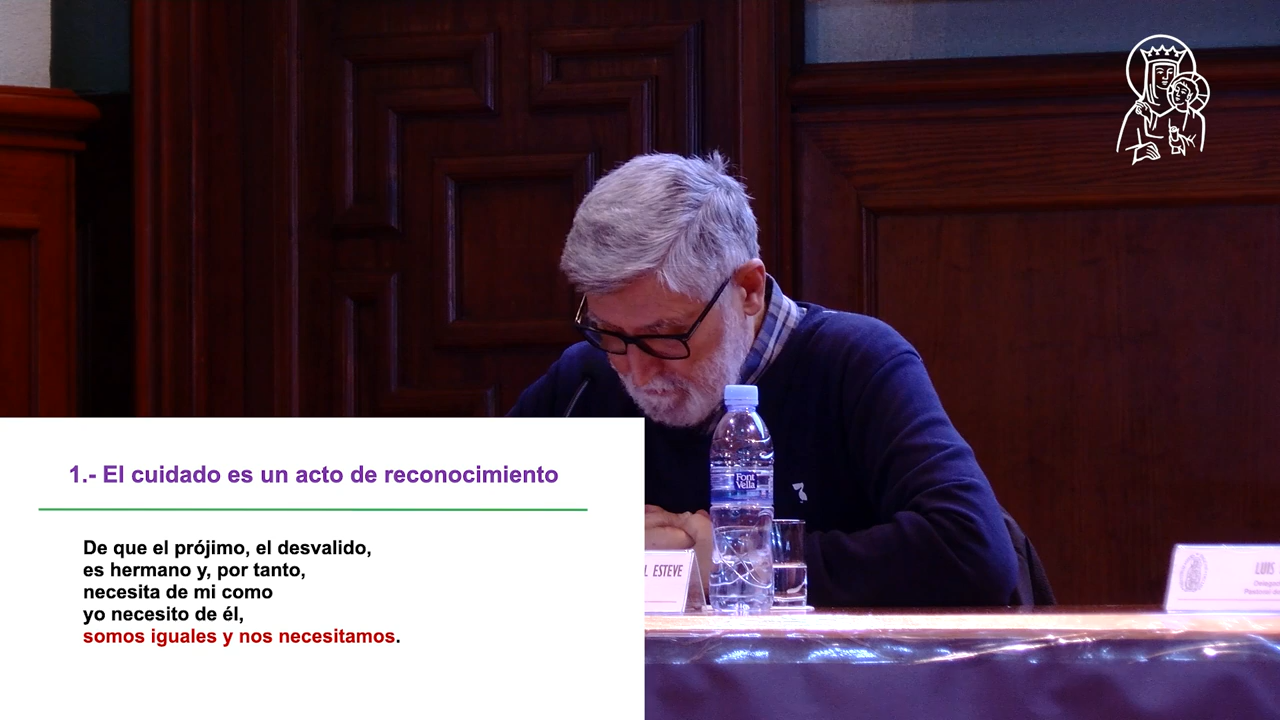 1.- El cuidado es un acto de reconocimiento
De que el prójimo, el desvalido,
es hermano y, por tanto,
necesita de mi como
yo necesito de él,
somos iguales y nos necesitamos.
Font
Vella
ESTEVE
LUIS